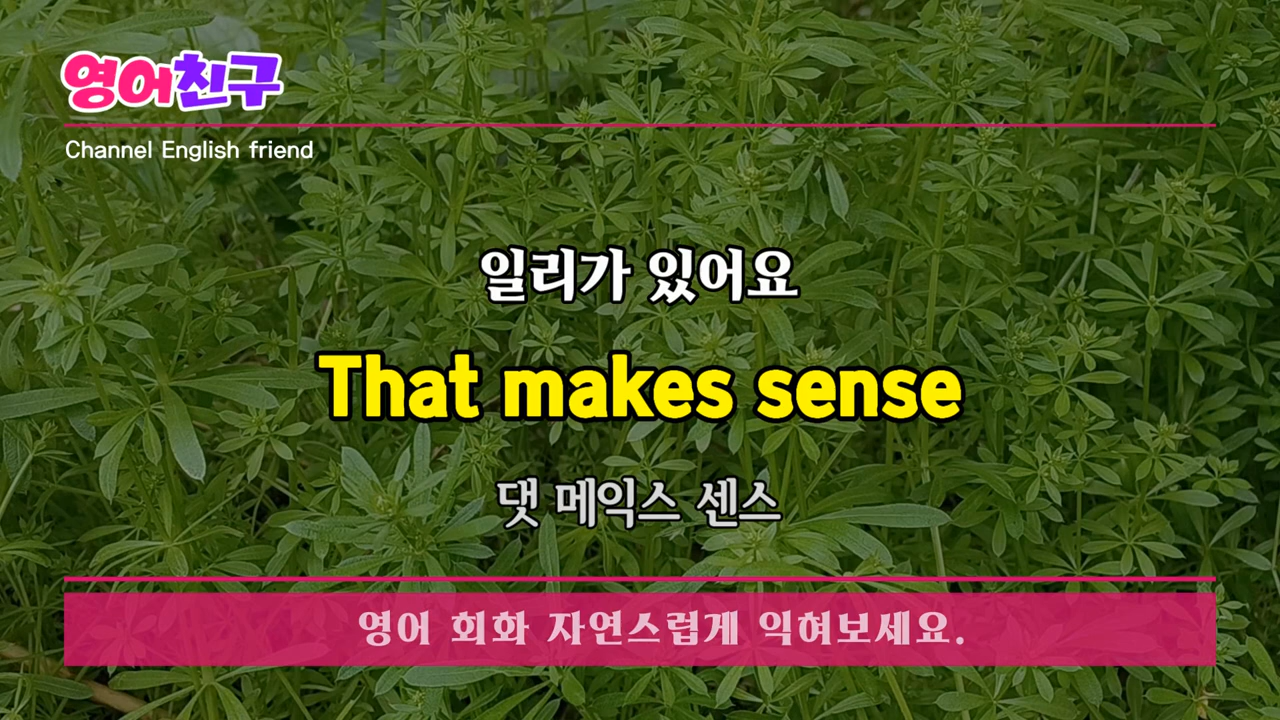 영어친구
Channel English friend
일리가 있어요
That makes sense
댓 메익스 센스
영어 회화 자연스럽게 익혀보세요.